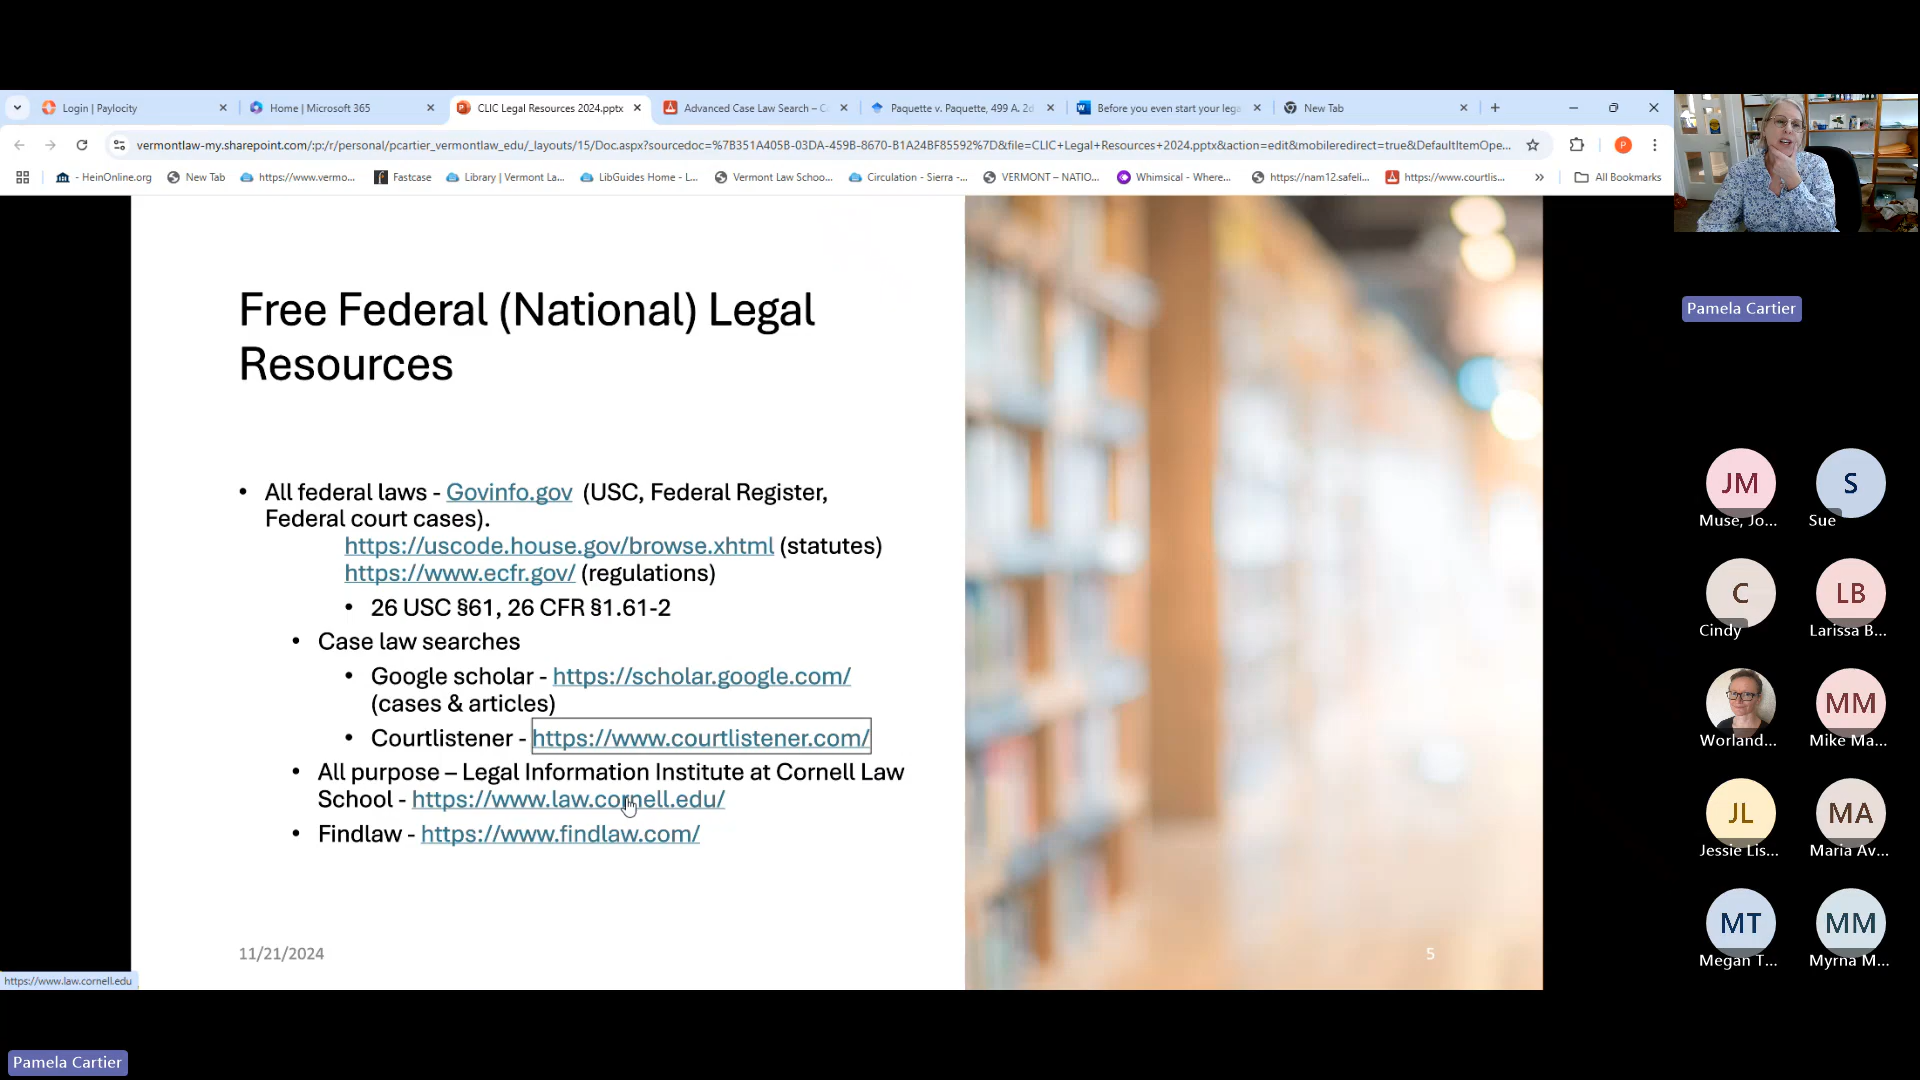 Login | Paylocity
Home | Microsoft 365
CLIC Legal Resources 2024.pptx
Advanced Case Law Search – C
Paquette v. Paquette, 499 A. 2d
Before you even start your lega
New Tab
vermontlaw-my.sharepoint.com/:p:/r/personal/pcartier_vermontlaw_edu/_layouts/15/Doc.aspx?sourcedoc=%7B351A405B-03DA-459B-8670-B1A24BF85592%7D&file=CLIC+Legal+Resources+2024.pptx&action=edit&mobileredirect=true&DefaultItemOpe...
P
- HeinOnline.org
New Tab
https://www.vermo...
Fastcase
Library | Vermont La...
LibGuides Home - L...
Vermont Law Schoo...
Circulation - Sierra -...
VERMONT – NATIO...
Whimsical - Where...
https://nam12.safeli...
https://www.courtlis...
All Bookmarks
Free Federal (National) Legal
Resources
• All federal laws - Govinfo.gov (USC, Federal Register,
Federal court cases).
https://uscode.house.gov/browse.xhtml (statutes)
https://www.ecfr.gov/ (regulations)
• 26 USC §61, 26 CFR §1.61-2
• Case law searches
• Google scholar - https://scholar.google.com/
(cases & articles)
• Courtlistener - https://www.courtlistener.com/
• All purpose – Legal Information Institute at Cornell Law
School - https://www.law.cornell.edu/
• Findlaw - https://www.findlaw.com/
11/21/2024
5
https://www.law.cornell.edu
Pamela Cartier
Pamela Cartier
JM
Muse, Jo...
S
Sue
C
Cindy
LB
Larissa B...
Worland...
MM
Mike Ma...
JL
Jessie Lis...
MA
Maria Av...
MT
Megan T...
MM
Myrna M...